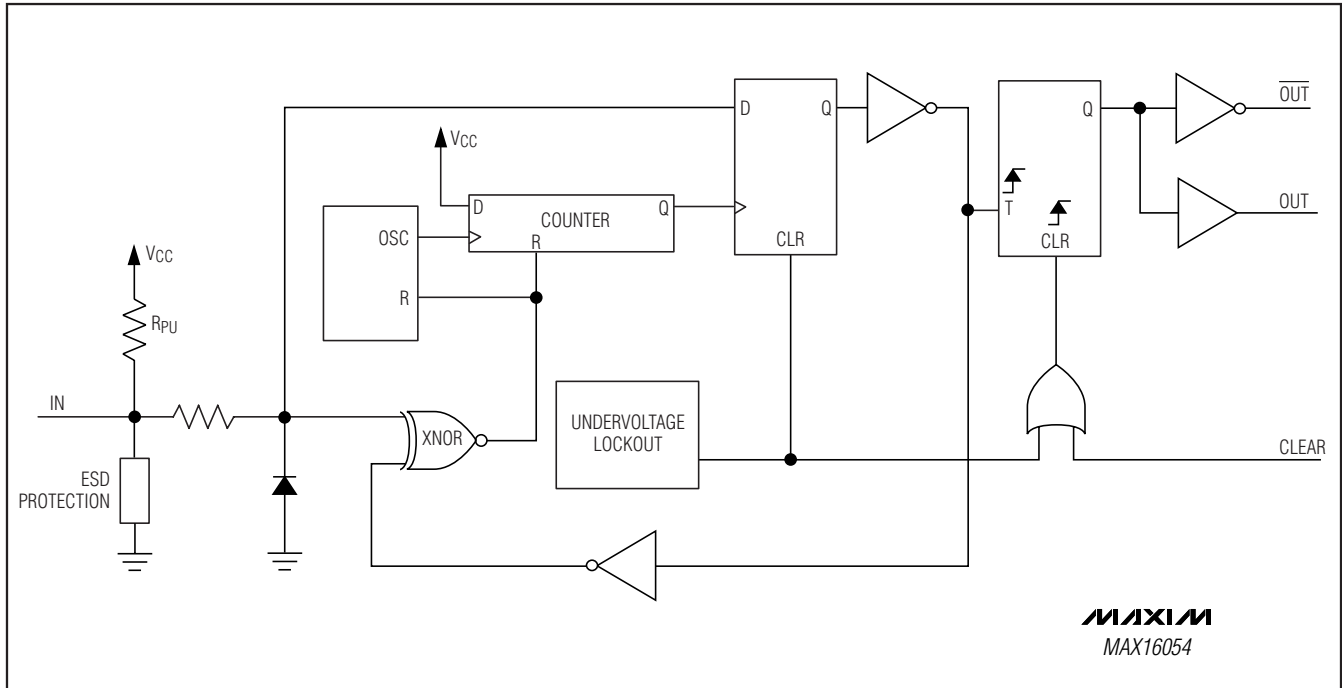 D
Q
OUT
Q
VCC
D
COUNTER
Q
OSC
R
T
CLR
OUT
CLR
VCC
R
RPU
IN
XNOR
UNDERVOLTAGE
LOCKOUT
CLEAR
ESD
PROTECTION
MAXIM
MAX16054